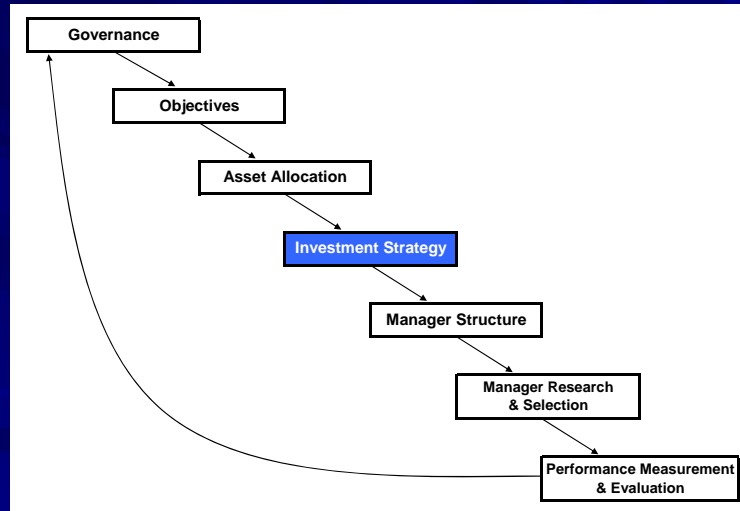 Governance
Objectives
Asset Allocation
Investment Strategy
Manager Structure
Manager Research
& Selection
Performance Measurement
& Evaluation